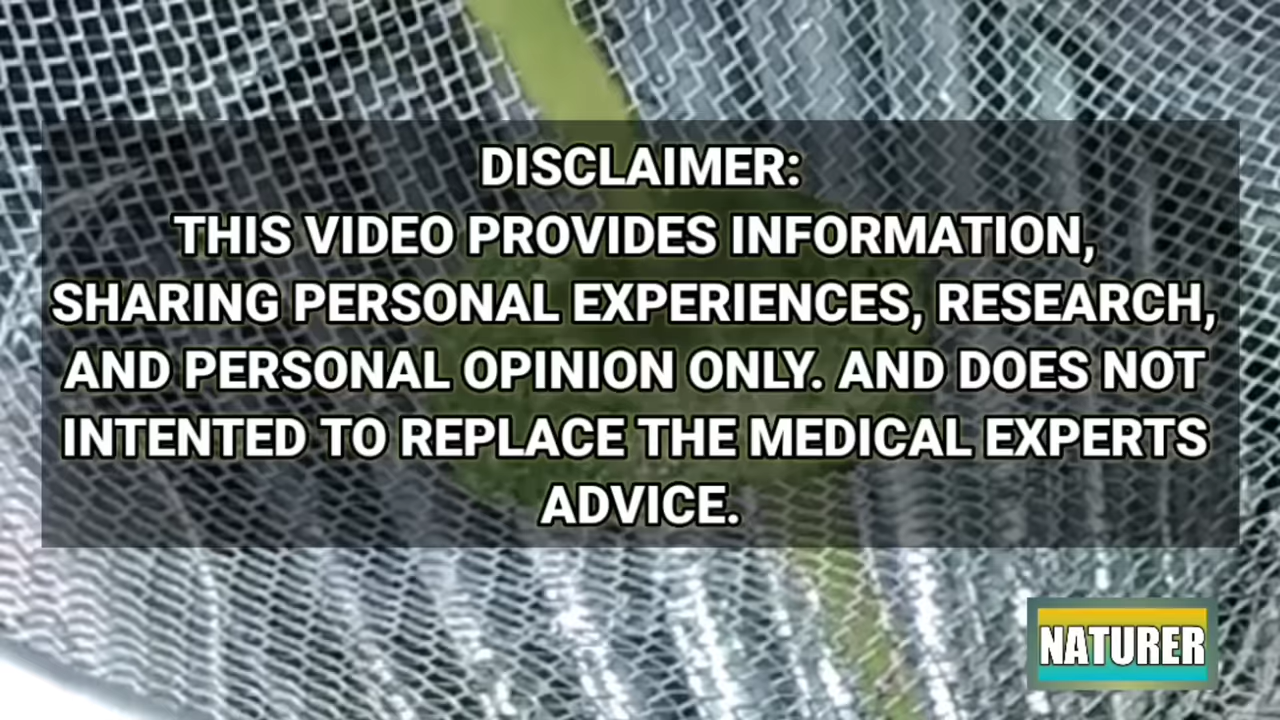 DISCLAIMER:
THIS VIDEO PROVIDES INFORMATION,
SHARING PERSONAL EXPERIENCES, RESEARCH,
AND PERSONAL OPINION ONLY. AND DOES NOT
INTENTED TO REPLACE THE MEDICAL EXPERTS
ADVICE.
NATURER